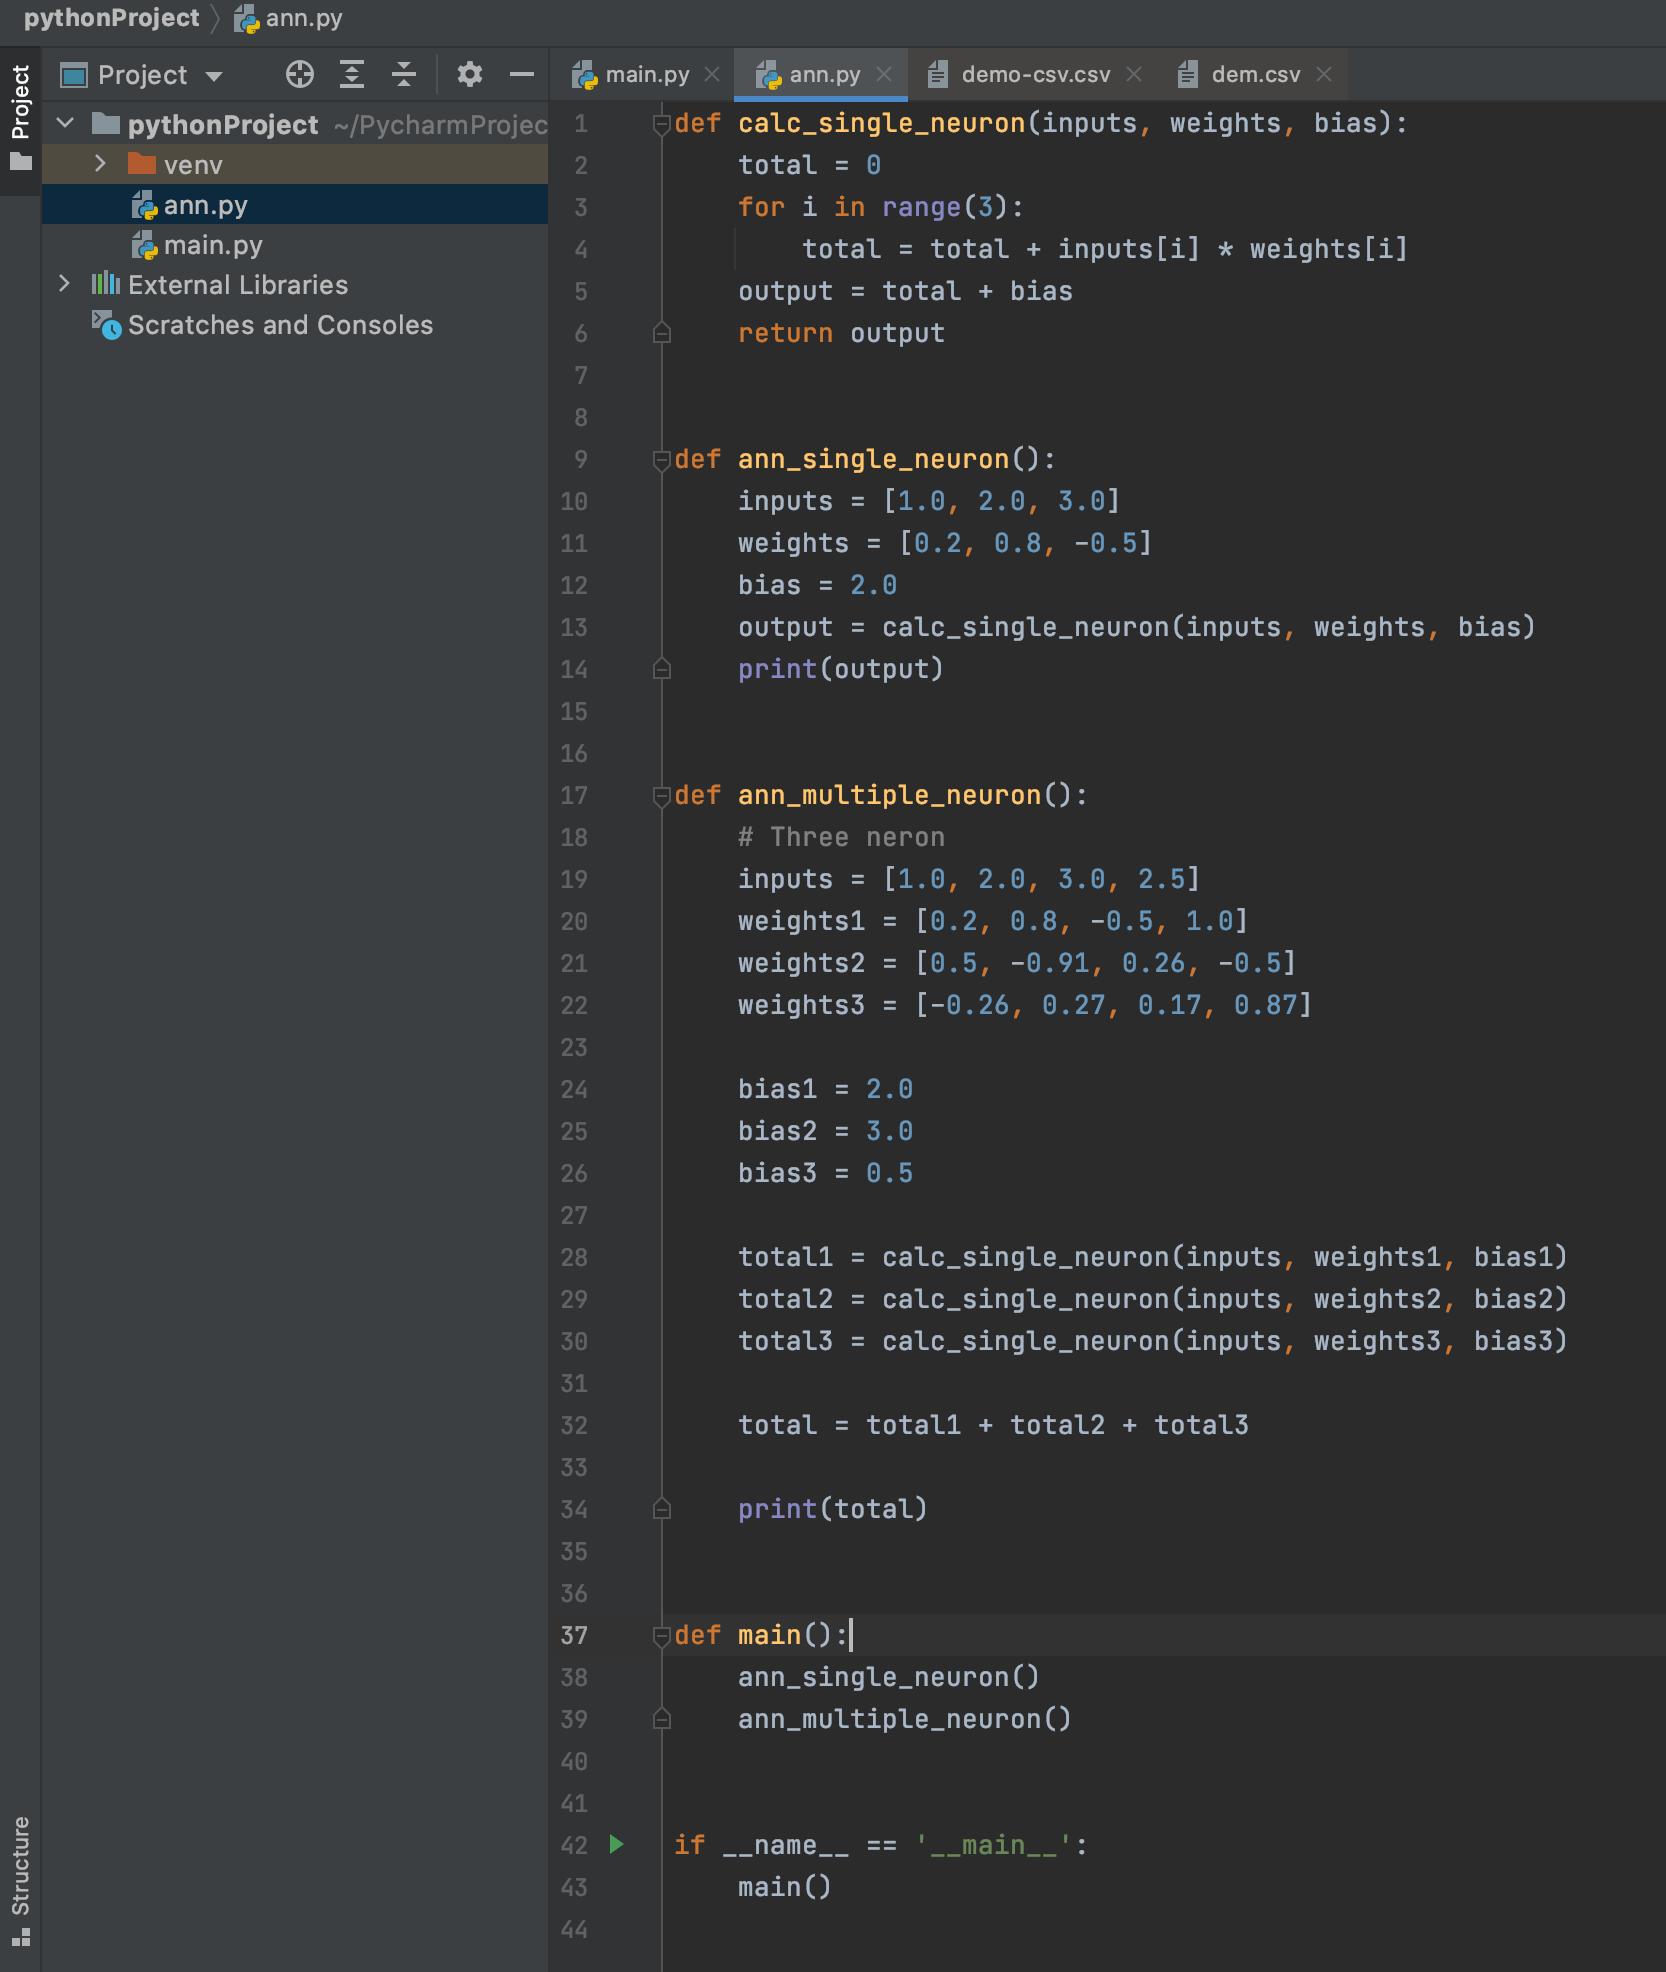 pythonProject ann.py
Project
Project
main.py
ann.py
demo-csv.csv
dem.csv
pythonProject ~/PycharmProjec
venv
ann.py
main.py
External Libraries
Scratches and Consoles
Structure
1 def calc_single_neuron(inputs, weights, bias):
2     total = 0
3     for i in range(3):
4         total = total + inputs[i] * weights[i]
5     output = total + bias
6     return output
7
8
9 def ann_single_neuron():
10     inputs = [1.0, 2.0, 3.0]
11     weights = [0.2, 0.8, -0.5]
12     bias = 2.0
13     output = calc_single_neuron(inputs, weights, bias)
14     print(output)
15
16
17 def ann_multiple_neuron():
18     # Three neron
19     inputs = [1.0, 2.0, 3.0, 2.5]
20     weights1 = [0.2, 0.8, -0.5, 1.0]
21     weights2 = [0.5, -0.91, 0.26, -0.5]
22     weights3 = [-0.26, 0.27, 0.17, 0.87]
23
24     bias1 = 2.0
25     bias2 = 3.0
26     bias3 = 0.5
27
28     total1 = calc_single_neuron(inputs, weights1, bias1)
29     total2 = calc_single_neuron(inputs, weights2, bias2)
30     total3 = calc_single_neuron(inputs, weights3, bias3)
31
32     total = total1 + total2 + total3
33
34     print(total)
35
36
37 def main():
38     ann_single_neuron()
39     ann_multiple_neuron()
40
41
42 if __name__ == '__main__':
43     main()
44